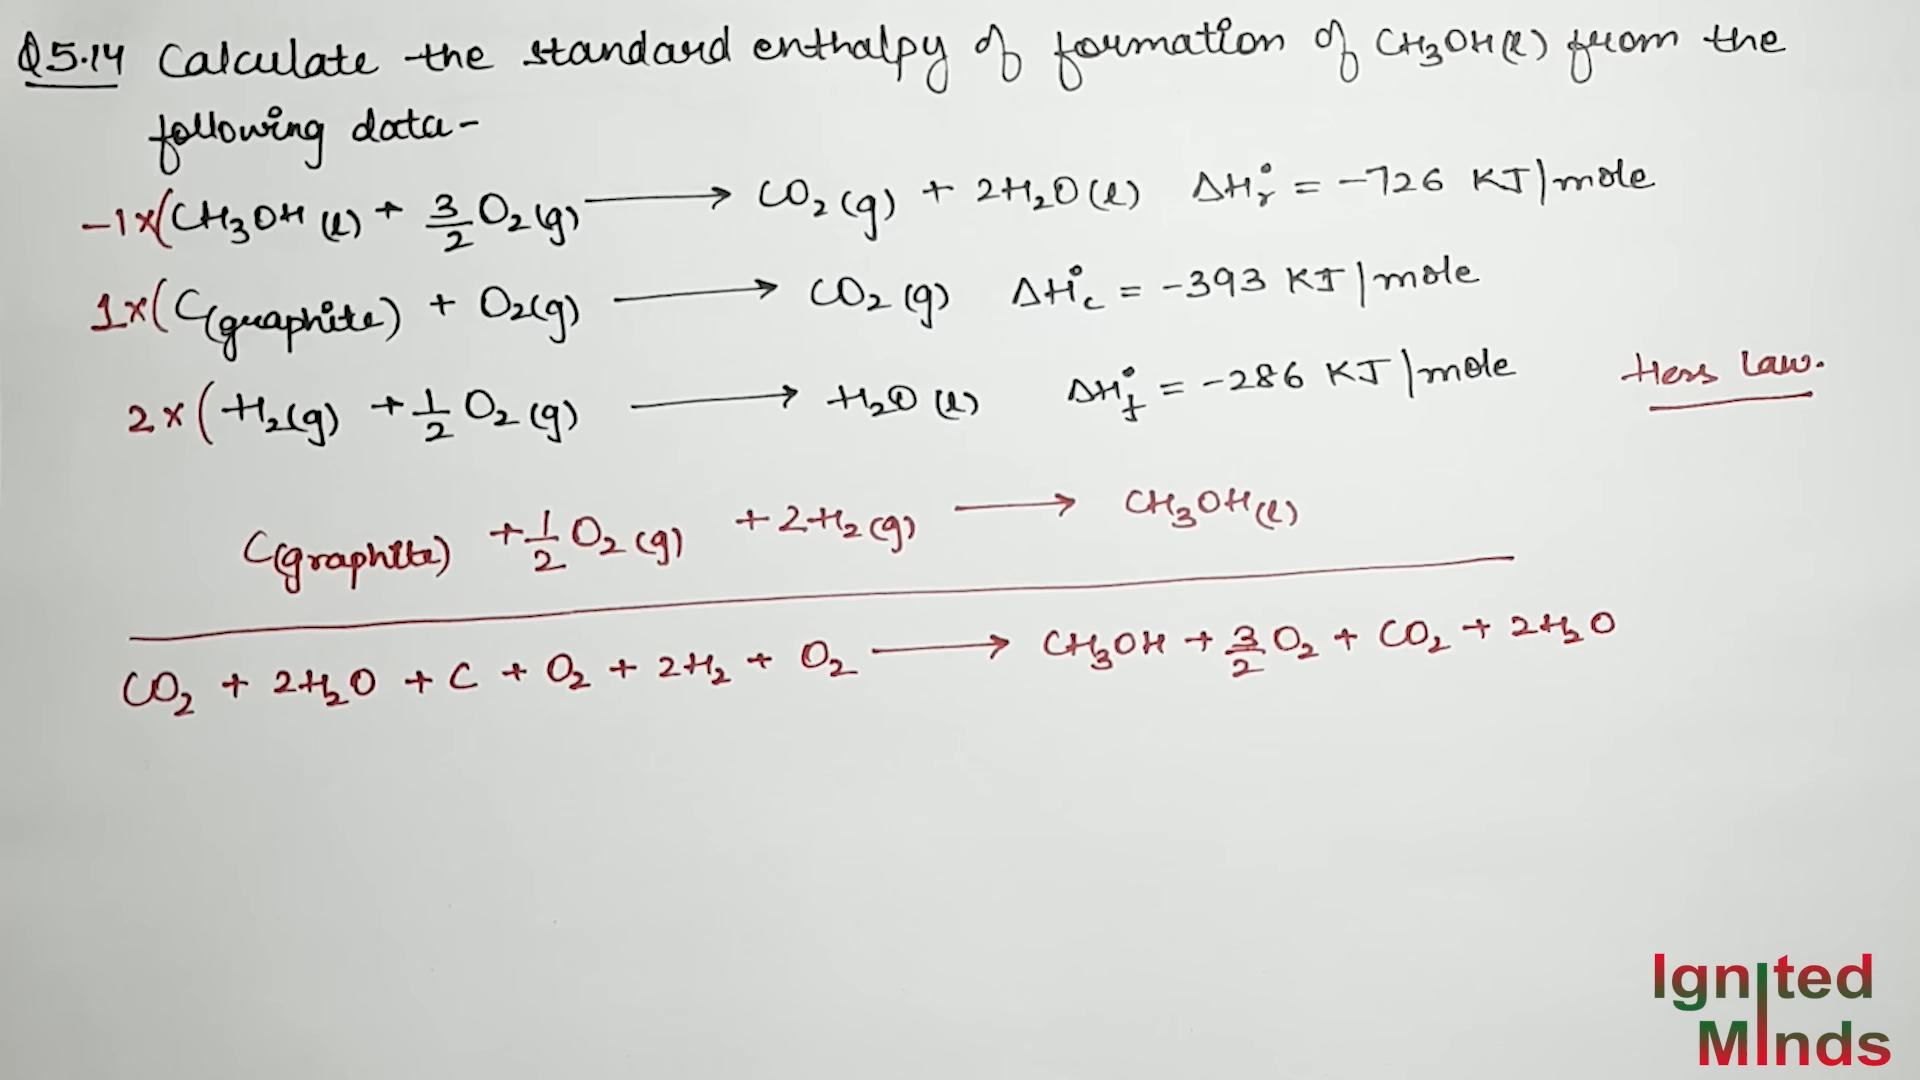 Q5.14 Calculate the standard enthalpy of formation of CH₃OH(l) from the
following data-
-1×(CH₃OH (l) + 3/2 O₂(g) ⟶ CO₂(g) + 2H₂O(l) ΔH°r = -726 KJ/mole
1×(C(graphite) + O₂(g) ⟶ CO₂(g) ΔH°c = -393 KJ/mole
2×(H₂(g) + 1/2 O₂(g) ⟶ H₂O(l) ΔH°f = -286 KJ/mole
Hess Law.
C(graphite) + 1/2 O₂(g) + 2H₂(g) ⟶ CH₃OH(l)
CO₂ + 2H₂O + C + O₂ + 2H₂ + O₂ ⟶ CH₃OH + 3/2 O₂ + CO₂ + 2H₂O
Ignited
Minds